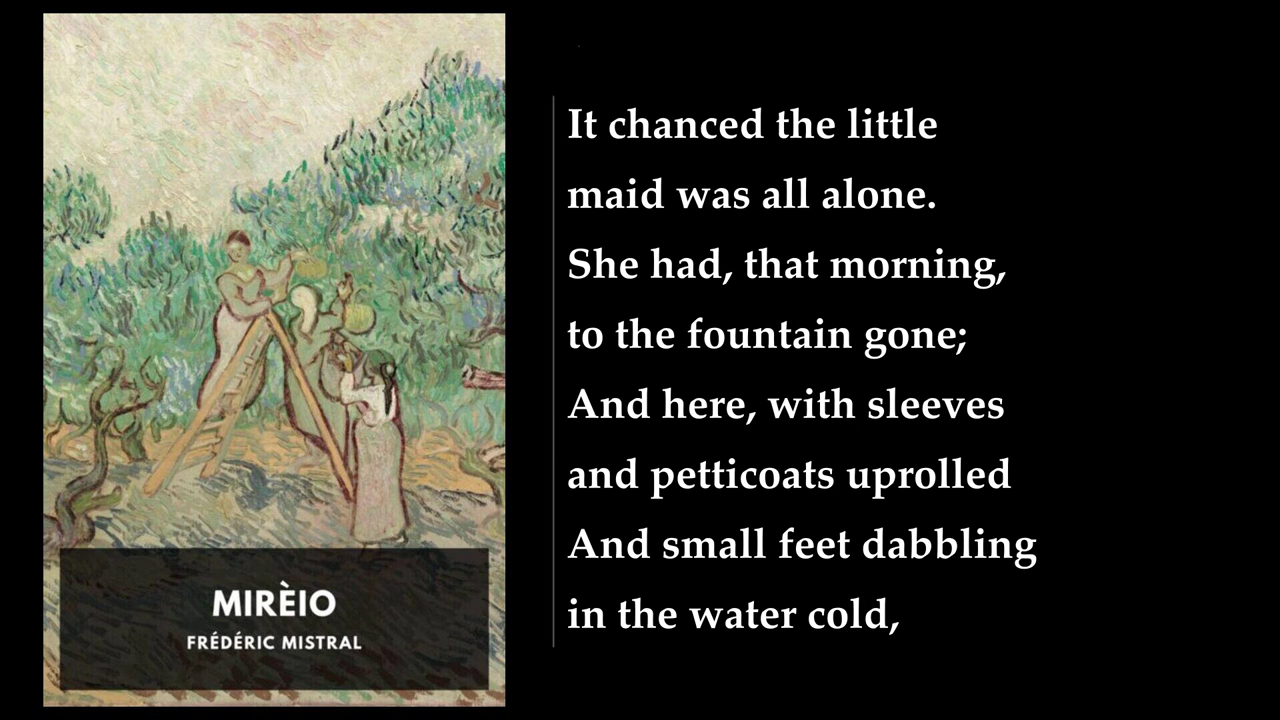 MIRÈIO
FRÉDÉRIC MISTRAL
It chanced the little
maid was all alone.
She had, that morning,
to the fountain gone;
And here, with sleeves
and petticoats uprolled
And small feet dabbling
in the water cold,